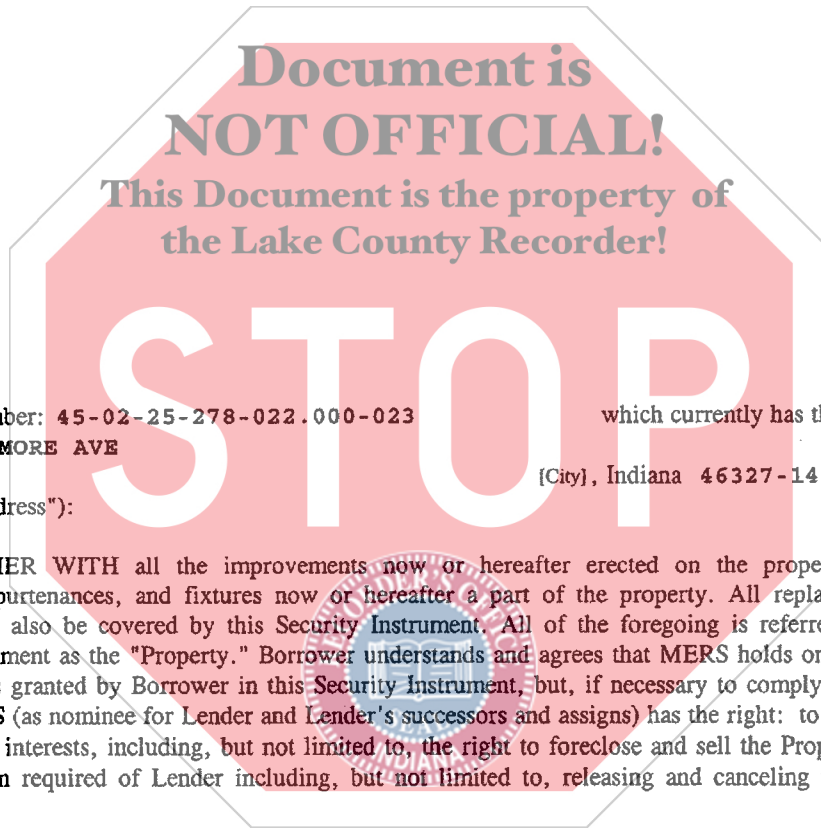 Document is
NOT OFFICIAL!
This Document is the property of
the Lake County Recorder!
STOP
ber: 45-02-25-278-022.000-023 which currently has th
MORE AVE
[City], Indiana 46327-14
dress"):
IER WITH all the improvements now or hereafter erected on the prope
purtenances, and fixtures now or hereafter a part of the property. All repla
also be covered by this Security Instrument. All of the foregoing is referre
ment as the "Property." Borrower understands and agrees that MERS holds on
granted by Borrower in this Security Instrument, but, if necessary to comply
S (as nominee for Lender and Lender's successors and assigns) has the right: to
interests, including, but not limited to, the right to foreclose and sell the Prop
n required of Lender including, but not limited to, releasing and canceling
RECORDER'S OFFIC
SEAL
INDIANA